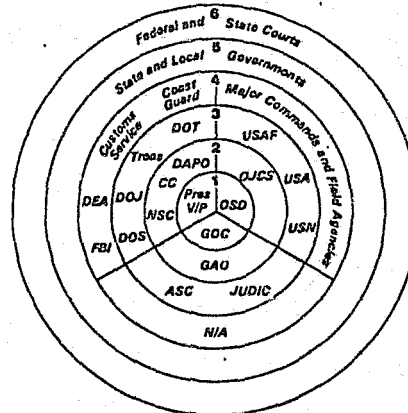 6
Federal and State Courts
5
State and Local Governments
4
Customs Service
Coast Guard
Major Commands and Field Agencies
3
DOT
USAF
Treas
2
DAPO
OJCS
USA
CC
1
DEA
DOJ
Pres V/P
OSD
NSC
USN
FBI
DOS
GOC
GAO
ASC
JUDIC
N/A